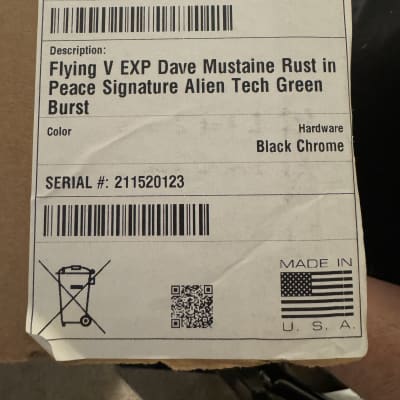 Description:
Flying V EXP Dave Mustaine Rust in
Peace Signature Alien Tech Green
Burst
Color
Hardware
Black Chrome
SERIAL #: 211520123
MADE IN
U. S. A.